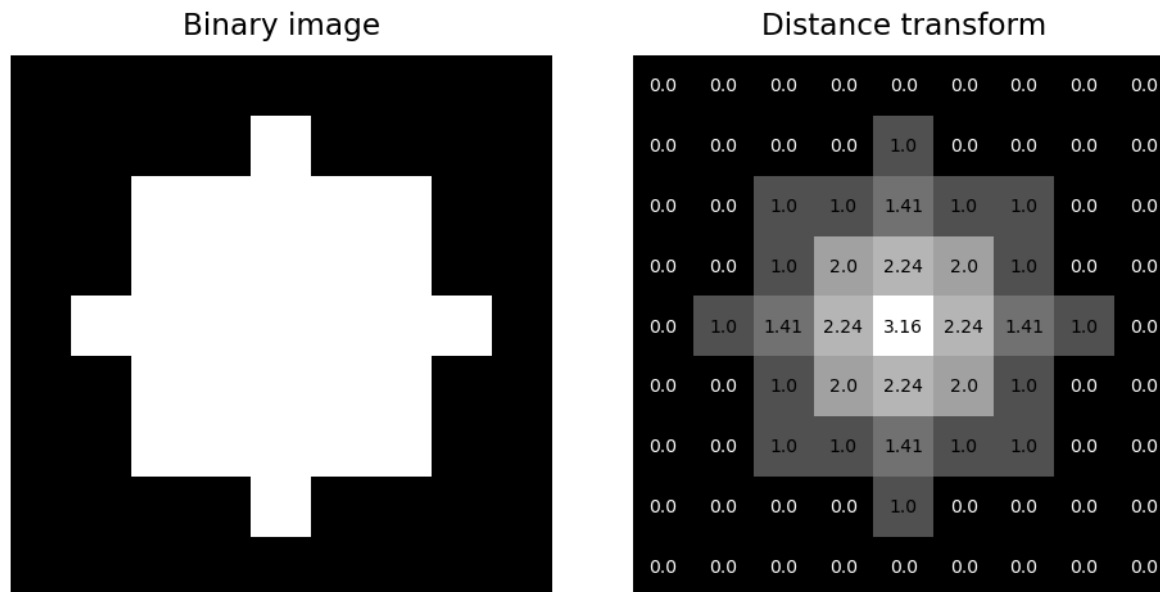 Binary image
Distance transform
0.0 0.0 0.0 0.0 0.0 0.0 0.0 0.0 0.0
0.0 0.0 0.0 0.0 1.0 0.0 0.0 0.0 0.0
0.0 0.0 1.0 1.0 1.41 1.0 1.0 0.0 0.0
0.0 0.0 1.0 2.0 2.24 2.0 1.0 0.0 0.0
0.0 1.0 1.41 2.24 3.16 2.24 1.41 1.0 0.0
0.0 0.0 1.0 2.0 2.24 2.0 1.0 0.0 0.0
0.0 0.0 1.0 1.0 1.41 1.0 1.0 0.0 0.0
0.0 0.0 0.0 0.0 1.0 0.0 0.0 0.0 0.0
0.0 0.0 0.0 0.0 0.0 0.0 0.0 0.0 0.0